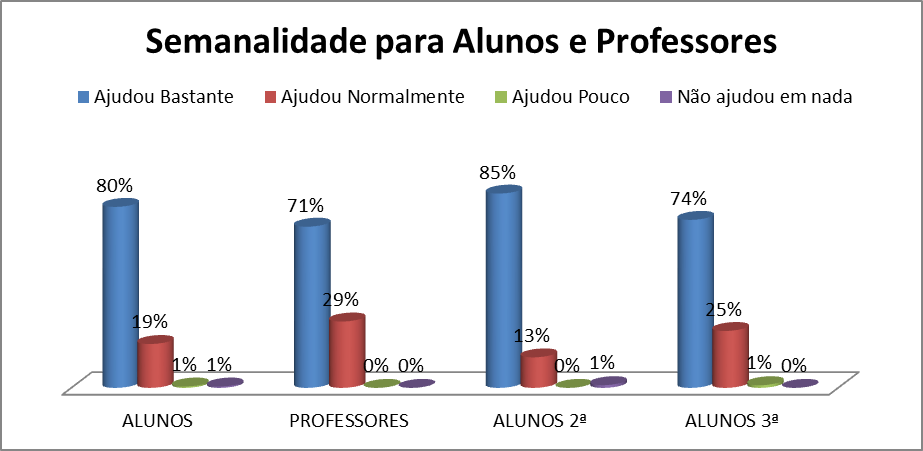 Semanalidade para Alunos e Professores
Ajudou Bastante Ajudou Normalmente Ajudou Pouco Não ajudou em nada
80% 19% 1% 1%
71% 29% 0% 0%
85% 13% 0% 1%
74% 25% 1% 0%
ALUNOS PROFESSORES ALUNOS 2ª ALUNOS 3ª